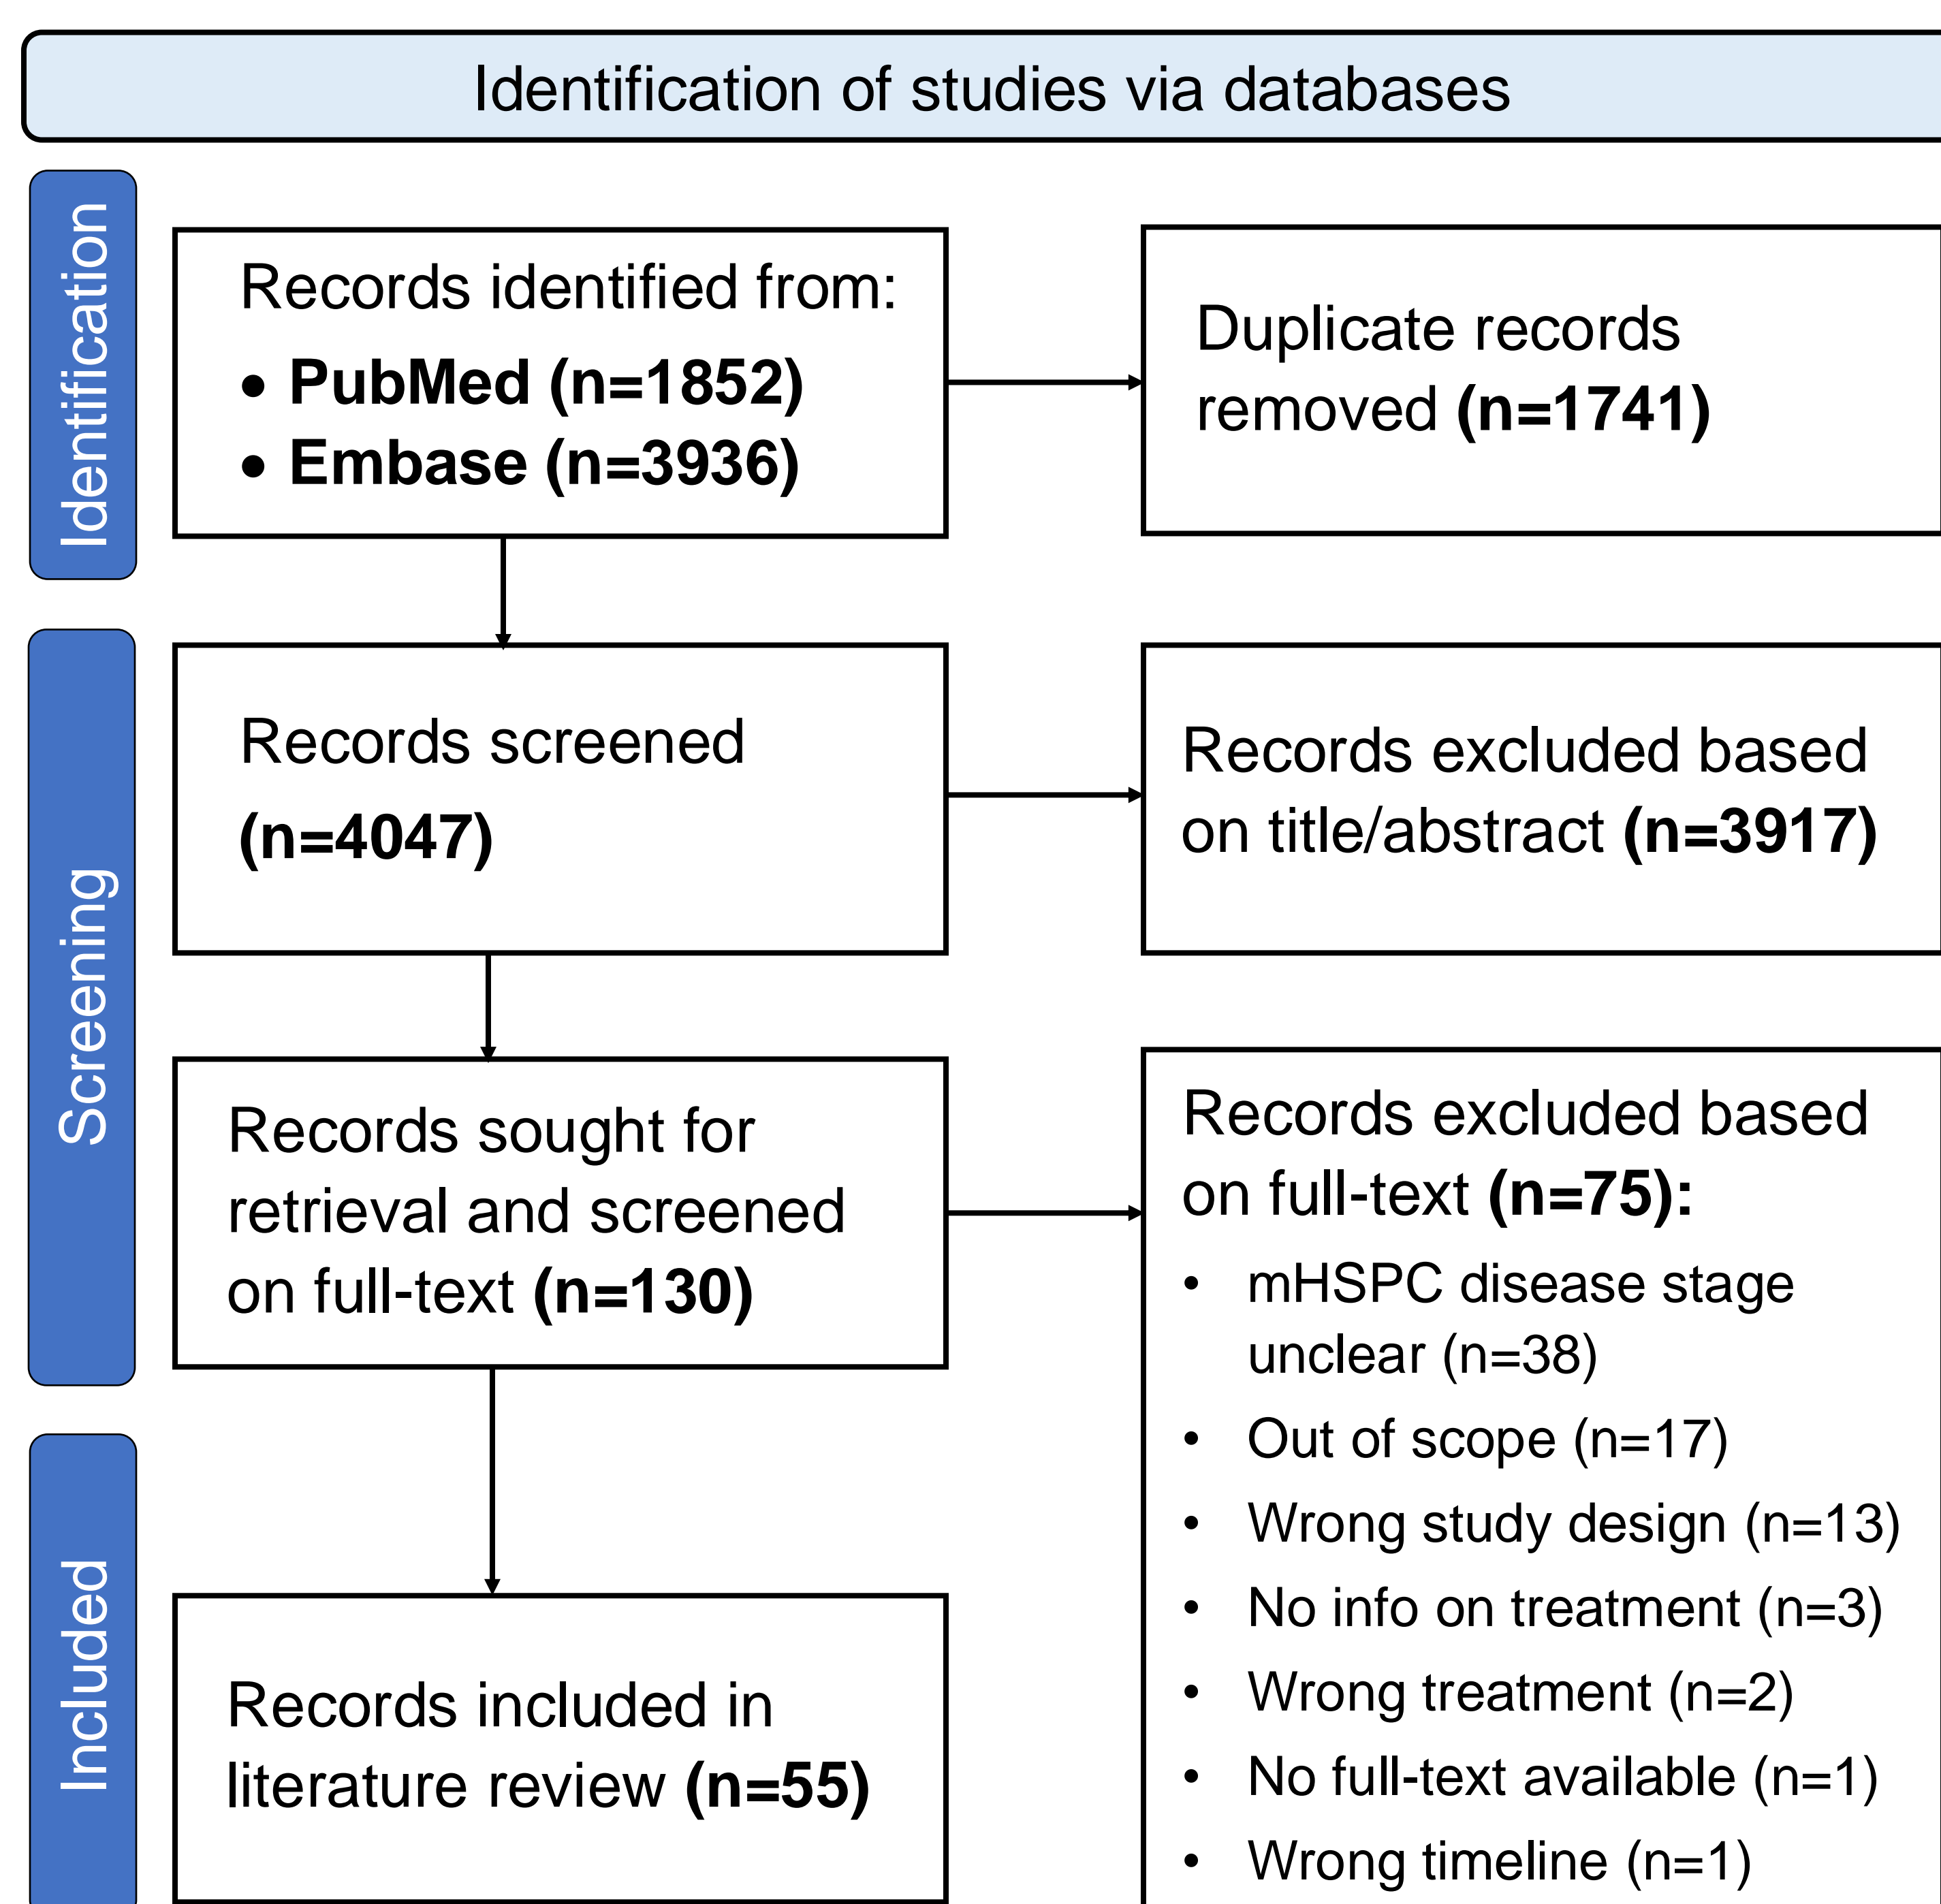 Identification of studies via databases
Identification
Records identified from:
● PubMed (n=1852)
● Embase (n=3936)
Duplicate records
removed (n=1741)
Screening
Records screened
(n=4047)
Records excluded based
on title/abstract (n=3917)
Records sought for
retrieval and screened
on full-text (n=130)
Records excluded based
on full-text (n=75):
• mHSPC disease stage
unclear (n=38)
• Out of scope (n=17)
• Wrong study design (n=13)
• No info on treatment (n=3)
• Wrong treatment (n=2)
• No full-text available (n=1)
• Wrong timeline (n=1)
Included
Records included in
literature review (n=55)